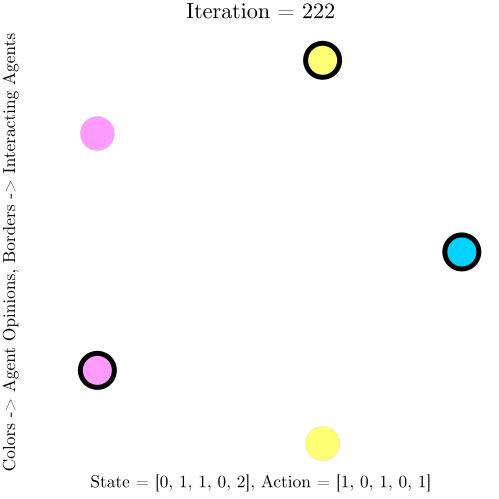 Iteration = 222
Colors -> Agent Opinions, Borders -> Interacting Agents
State = [0, 1, 1, 0, 2], Action = [1, 0, 1, 0, 1]